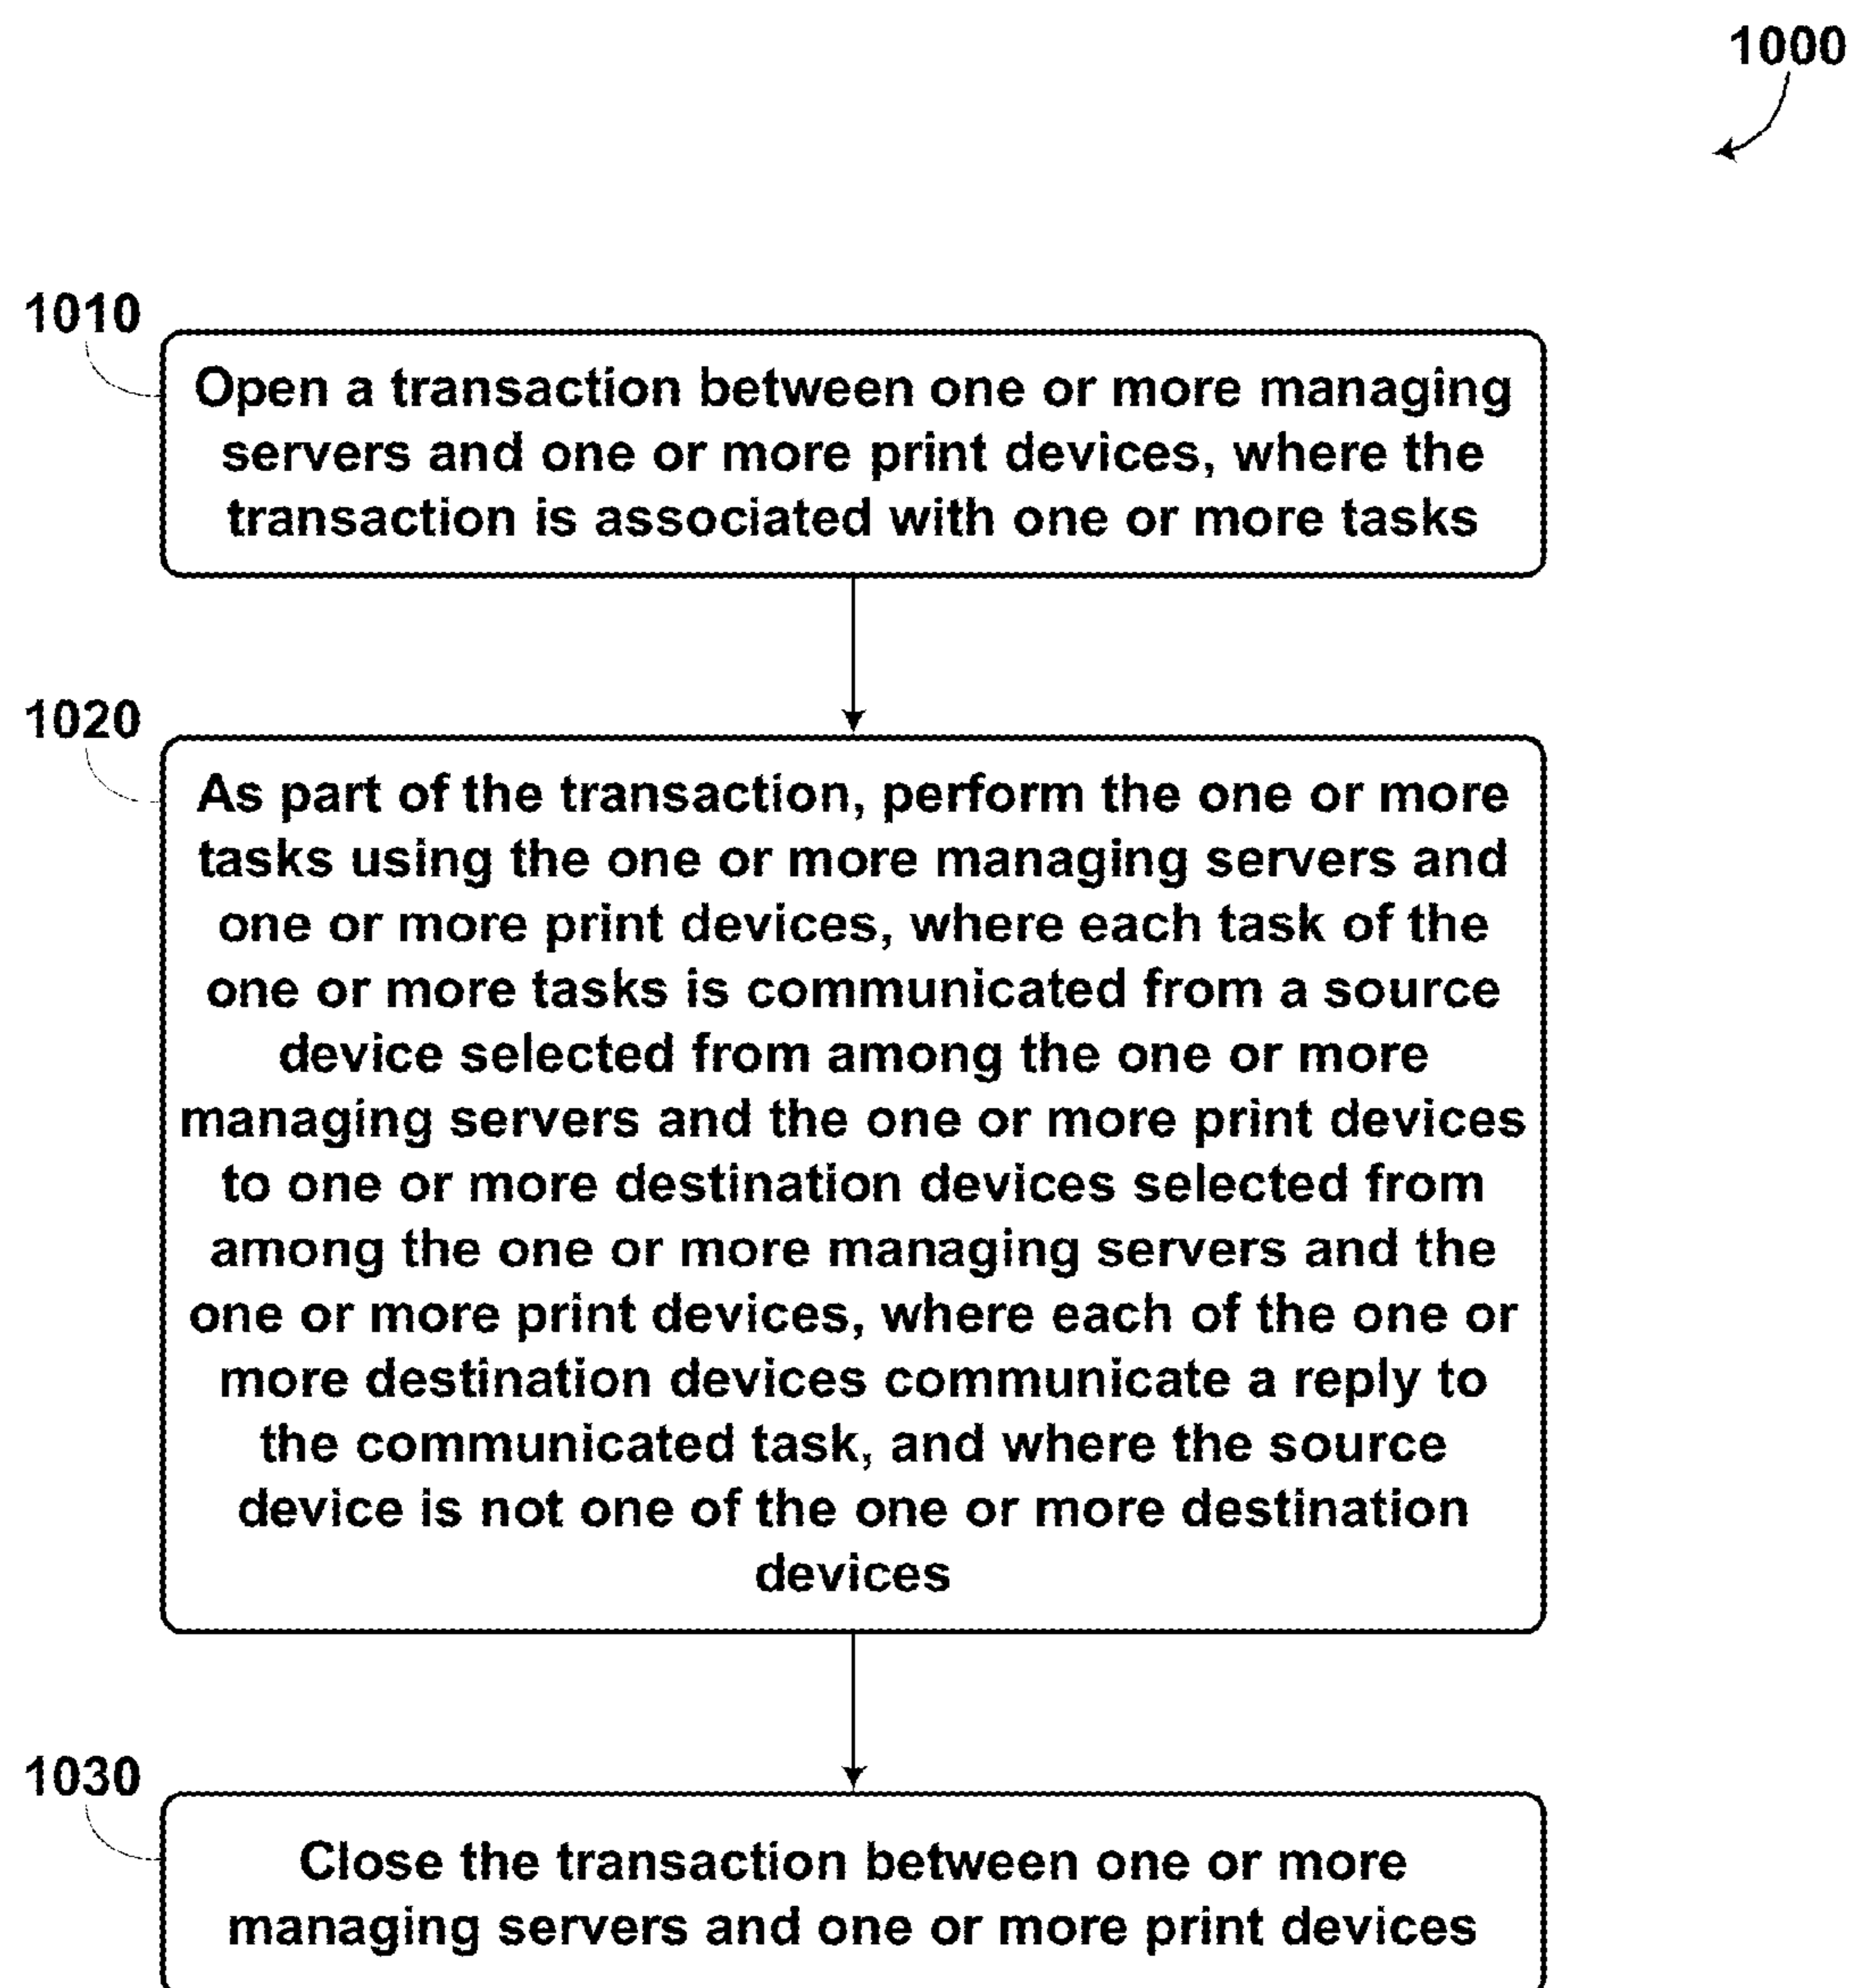 1000
1010
Open a transaction between one or more managing
servers and one or more print devices, where the
transaction is associated with one or more tasks
1020
As part of the transaction, perform the one or more
tasks using the one or more managing servers and
one or more print devices, where each task of the
one or more tasks is communicated from a source
device selected from among the one or more
managing servers and the one or more print devices
to one or more destination devices selected from
among the one or more managing servers and the
one or more print devices, where each of the one or
more destination devices communicate a reply to
the communicated task, and where the source
device is not one of the one or more destination
devices
1030
Close the transaction between one or more
managing servers and one or more print devices